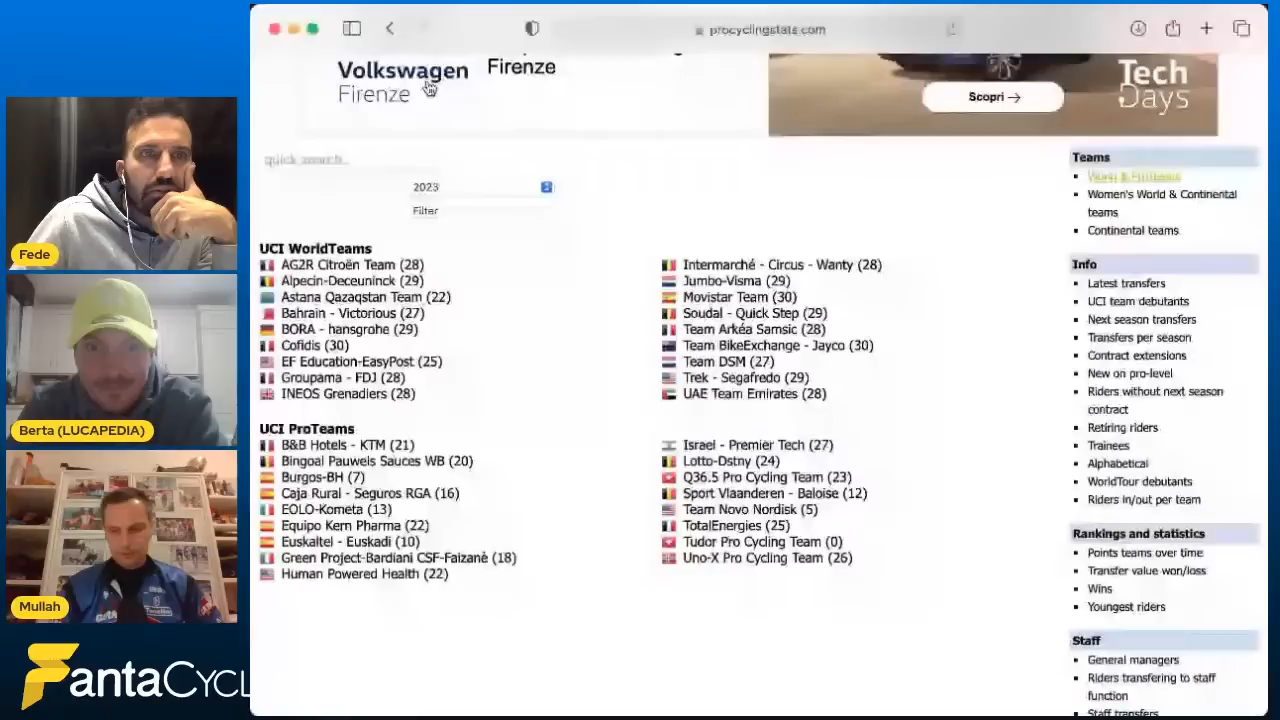 procyclingstats.com
Volkswagen
Firenze
Firenze
Scopri →
Tech
Days
quick search..
2023
Filter
UCI WorldTeams
AG2R Citroën Team (28)
Alpecin-Deceuninck (29)
Astana Qazaqstan Team (22)
Bahrain - Victorious (27)
BORA - hansgrohe (29)
Cofidis (30)
EF Education-EasyPost (25)
Groupama - FDJ (28)
INEOS Grenadiers (28)
Intermarché - Circus - Wanty (28)
Jumbo-Visma (29)
Movistar Team (30)
Soudal - Quick Step (29)
Team Arkéa Samsic (28)
Team BikeExchange - Jayco (30)
Team DSM (27)
Trek - Segafredo (29)
UAE Team Emirates (28)
UCI ProTeams
B&B Hotels - KTM (21)
Bingoal Pauwels Sauces WB (20)
Burgos-BH (7)
Caja Rural - Seguros RGA (16)
EOLO-Kometa (13)
Equipo Kern Pharma (22)
Euskaltel - Euskadi (10)
Green Project-Bardiani CSF-Faizanè (18)
Human Powered Health (22)
Israel - Premier Tech (27)
Lotto-Dstny (24)
Q36.5 Pro Cycling Team (23)
Sport Vlaanderen - Baloise (12)
Team Novo Nordisk (5)
TotalEnergies (25)
Tudor Pro Cycling Team (0)
Uno-X Pro Cycling Team (26)
Teams
Women's World & Continental
teams
Continental teams
Info
Latest transfers
UCI team debutants
Next season transfers
Transfers per season
Contract extensions
New on pro-level
Riders without next season
contract
Retiring riders
Trainees
Alphabetical
WorldTour debutants
Riders in/out per team
Rankings and statistics
Points teams over time
Transfer value won/loss
Wins
Youngest riders
Staff
General managers
Riders transfering to staff
function
Staff transfers
Fede
Berta (LUCAPEDIA)
Mullah
FantaCYCL